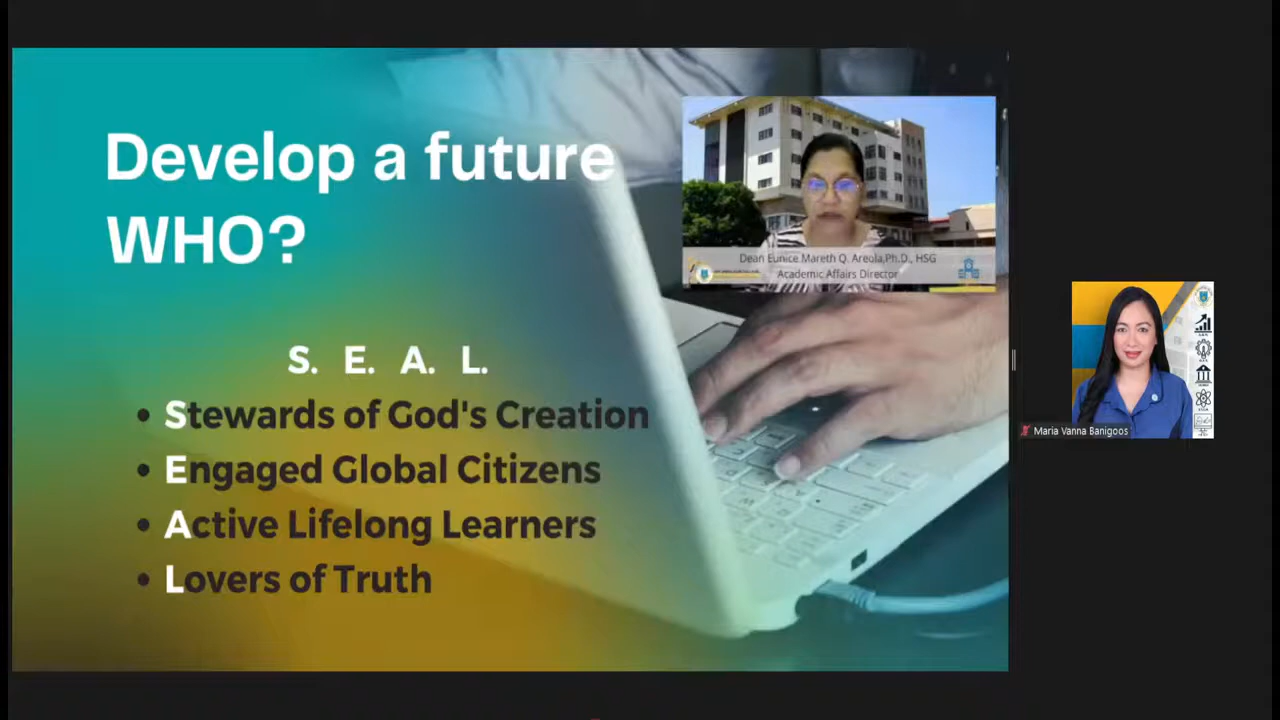 Develop a future
WHO?
S. E. A. L.
• Stewards of God's Creation
• Engaged Global Citizens
• Active Lifelong Learners
• Lovers of Truth
Dean Eunice Mareth Q. Areola,Ph.D., HSG
Academic Affairs Director
Maria Vanna Banigoos